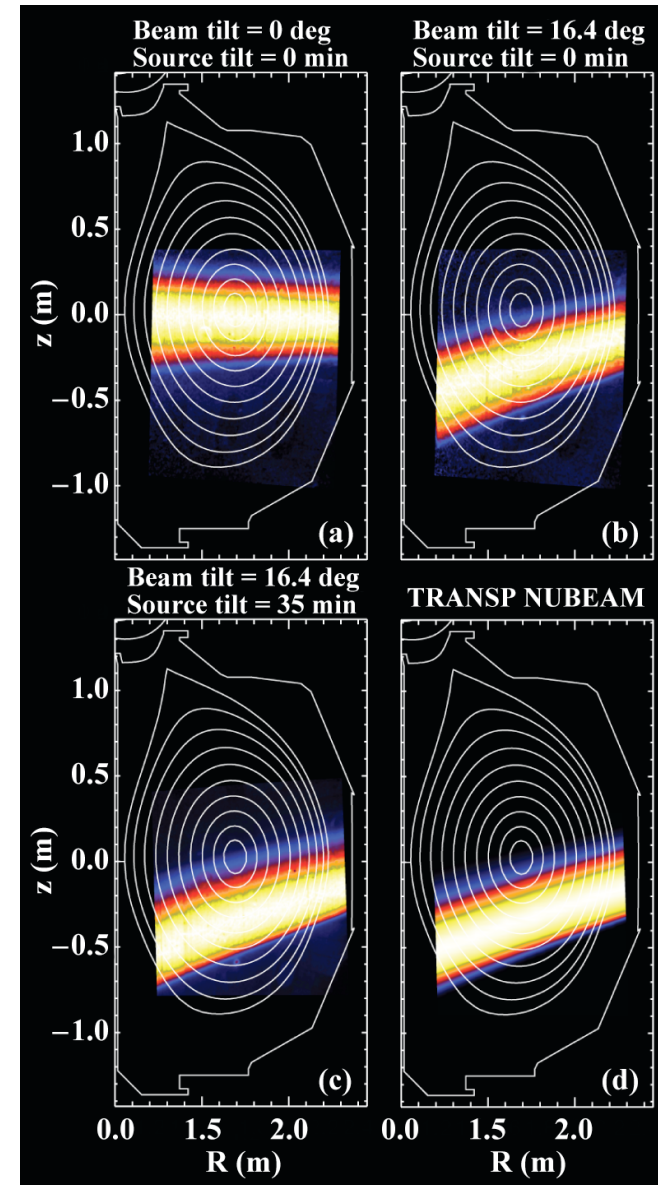 Beam tilt = 0 deg
Source tilt = 0 min
Beam tilt = 16.4 deg
Source tilt = 0 min
1.0
0.5
0.0
−0.5
−1.0
z (m)
(a)
(b)
Beam tilt = 16.4 deg
Source tilt = 35 min
TRANSP NUBEAM
1.0
0.5
0.0
−0.5
−1.0
z (m)
(c)
(d)
0.0 1.5 2.0
0.0 1.5 2.0
R (m)
R (m)